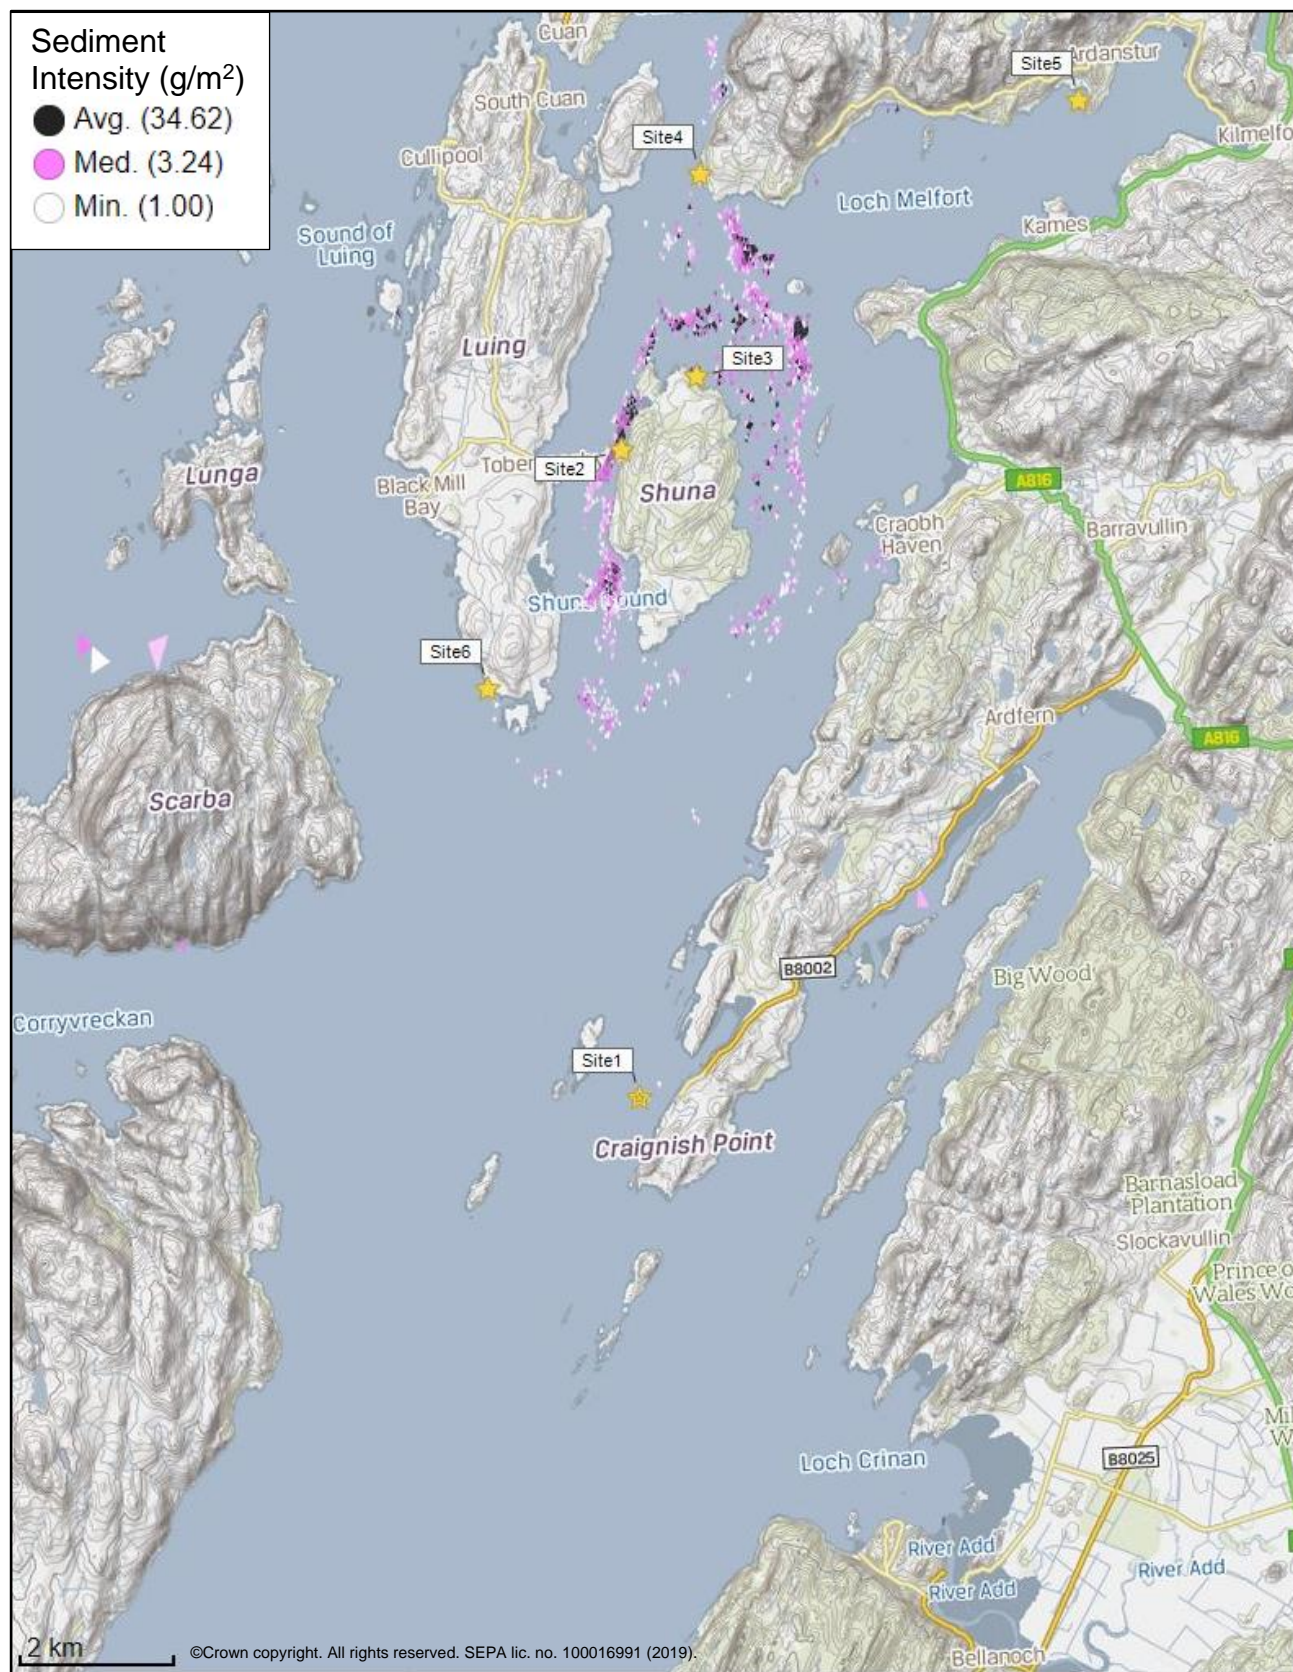 Sediment
Intensity (g/m²)
Avg. (34.62)
Med. (3.24)
Min. (1.00)
Cuan
Ardanstur
Site5
South Cuan
Site4
Kilmelfo
Cullipool
Loch Melfort
Kames
Sound of
Luing
Luing
Site3
Lunga
Tober
Site2
A816
Black Mill
Bay
Shuna
Craobh
Haven
Barravullin
Shuna Sound
Site6
Ardfern
A816
Scarba
B8002
Big Wood
Corryvreckan
Site1
Craignish Point
Barnasload
Plantation
Slockavullin
Prince o
Wales Wo
Mil
W
Loch Crinan
B8025
River Add
River Add
River Add
Bellanoch
2 km
©Crown copyright. All rights reserved. SEPA lic. no. 100016991 (2019).